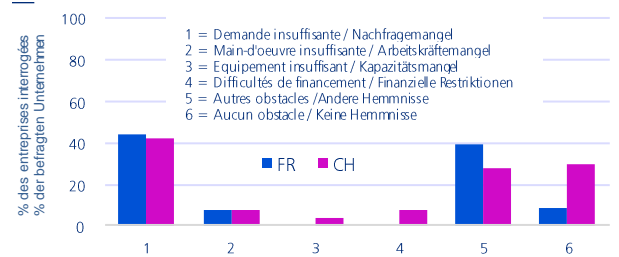 % des entreprises interrogées
% der befragten Unternehmen
100
80
60
40
20
0
1 = Demande insuffisante / Nachfragemangel
2 = Main-d'oeuvre insuffisante / Arbeitskräftemangel
3 = Equipement insuffisant / Kapazitätsmangel
4 = Difficultés de financement / Finanzielle Restriktionen
5 = Autres obstacles /Andere Hemmnisse
6 = Aucun obstacle / Keine Hemmnisse
FR CH
1 2 3 4 5 6